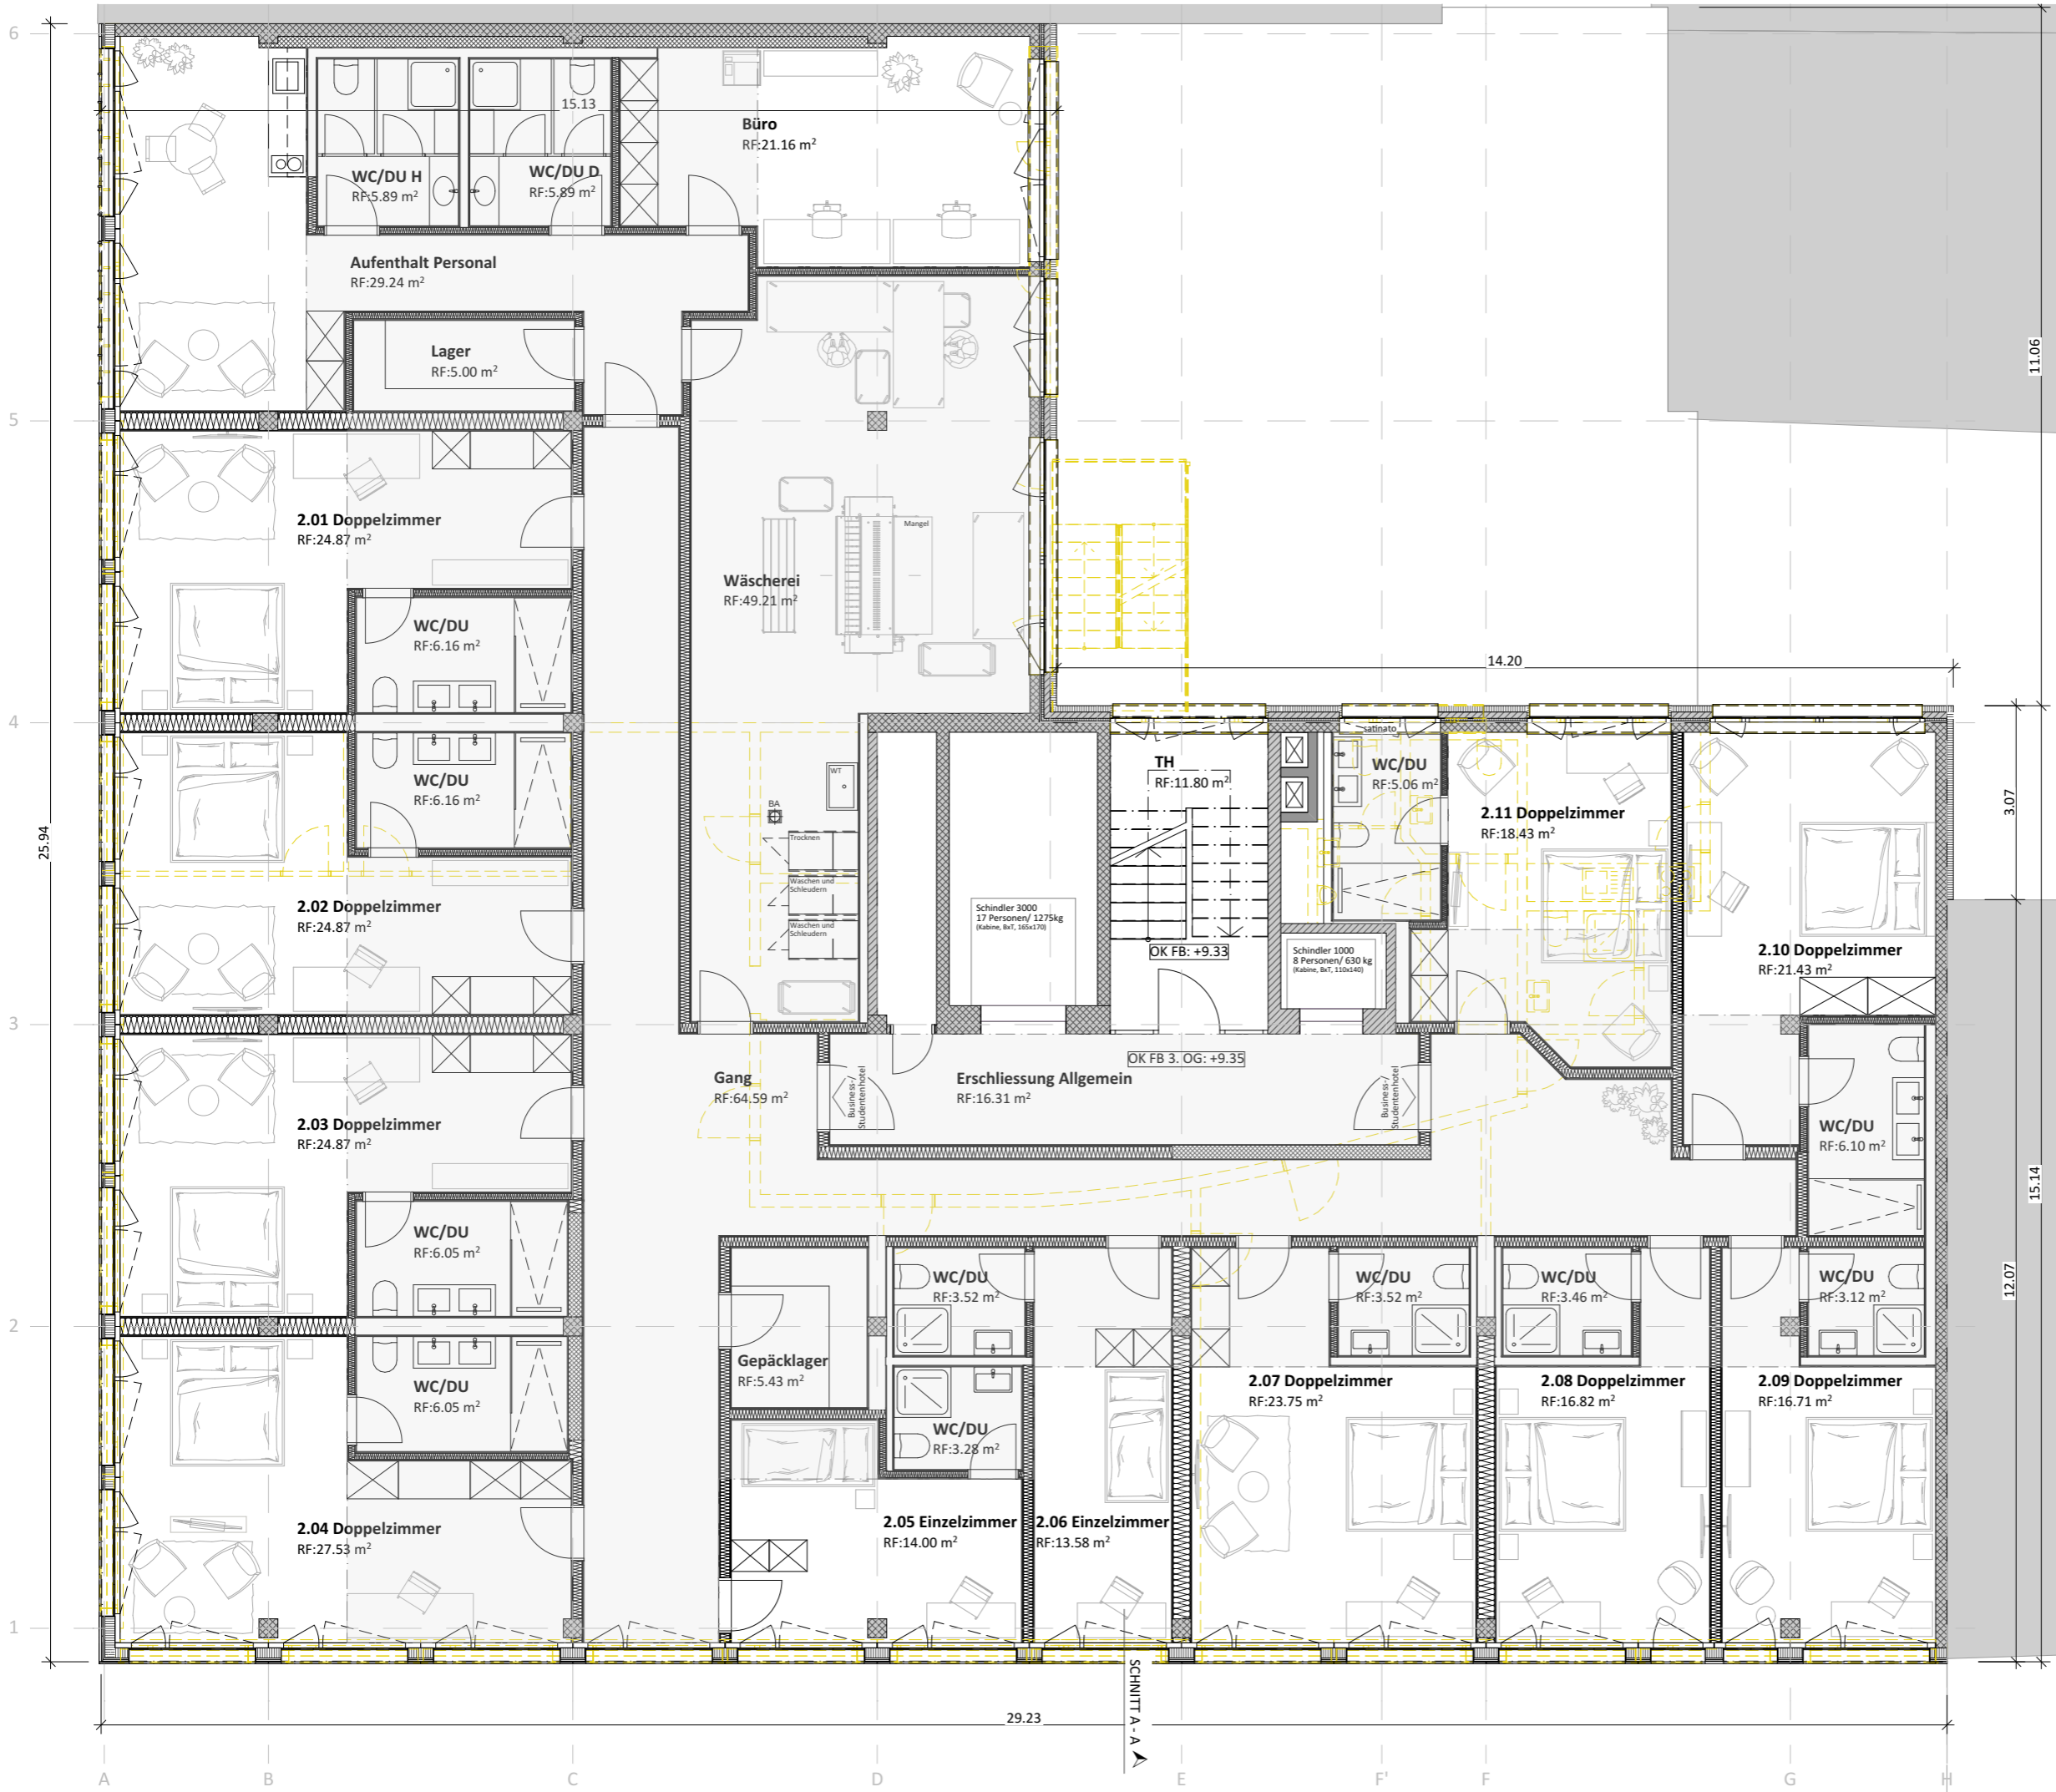 6
15.13
Büro
RF:21.16 m²
WC/DU H
RF:5.89 m²
WC/DU D
RF:5.89 m²
Aufenthalt Personal
RF:29.24 m²
Lager
RF:5.00 m²
11.06
5
2.01 Doppelzimmer
RF:24.87 m²
Mangel
Wäscherei
RF:49.21 m²
WC/DU
RF:6.16 m²
14.20
4
satinato
TH
RF:11.80 m²
WC/DU
RF:5.06 m²
WC/DU
RF:6.16 m²
WT
BA
2.11 Doppelzimmer
RF:18.43 m²
3.07
25.94
Trocknen
Waschen und
Schleudern
Waschen und
Schleudern
2.02 Doppelzimmer
RF:24.87 m²
Schindler 3000
17 Personen/ 1275kg
(Kabine, BxT, 165x170)
OK FB: +9.33
Schindler 1000
8 Personen/ 630 kg
(Kabine, BxT, 110x140)
2.10 Doppelzimmer
RF:21.43 m²
3
OK FB 3. OG: +9.35
Gang
RF:64.59 m²
Business-/
Studentenhotel
Erschliessung Allgemein
RF:16.31 m²
Business-/
Studentenhotel
2.03 Doppelzimmer
RF:24.87 m²
WC/DU
RF:6.10 m²
15.14
WC/DU
RF:6.05 m²
WC/DU
RF:3.52 m²
WC/DU
RF:3.52 m²
WC/DU
RF:3.46 m²
WC/DU
RF:3.12 m²
12.07
2
Gepäcklager
RF:5.43 m²
WC/DU
RF:6.05 m²
2.07 Doppelzimmer
RF:23.75 m²
2.08 Doppelzimmer
RF:16.82 m²
2.09 Doppelzimmer
RF:16.71 m²
WC/DU
RF:3.28 m²
2.04 Doppelzimmer
RF:27.53 m²
2.05 Einzelzimmer
RF:14.00 m²
2.06 Einzelzimmer
RF:13.58 m²
1
SCHNITT A - A
29.23
A
B
C
D
E
F'
F
G
H